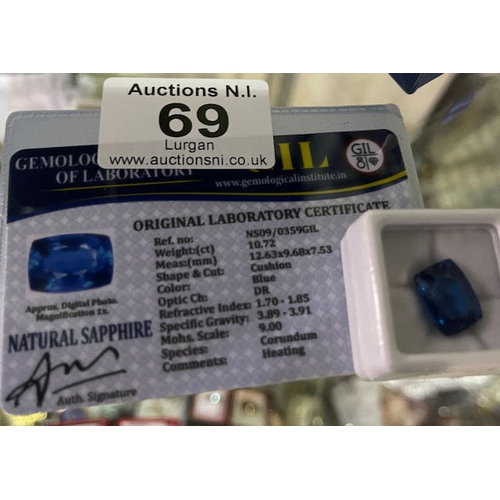 Auctions N.I.
69
Lurgan
www.auctionsni.co.uk
GEMOLOG
OF LABORATORY
GIL
www.gemologicalinstitute.in
GIL
ORIGINAL LABORATORY CERTIFICATE
Ref. no: NS09/0359GIL
Weight:(ct) 10.72
Meas:(mm) 12.63x9.68x7.53
Shape & Cut: Cushion
Color: Blue
Optic Ch: DR
Refractive Index: 1.70 - 1.85
Specific Gravity: 3.89 - 3.91
Mohs. Scale: 9.00
Species: Corundum
Comments: Heating
Approx. Digital Photo.
Magnification 1x.
NATURAL SAPPHIRE
Auth. Signature